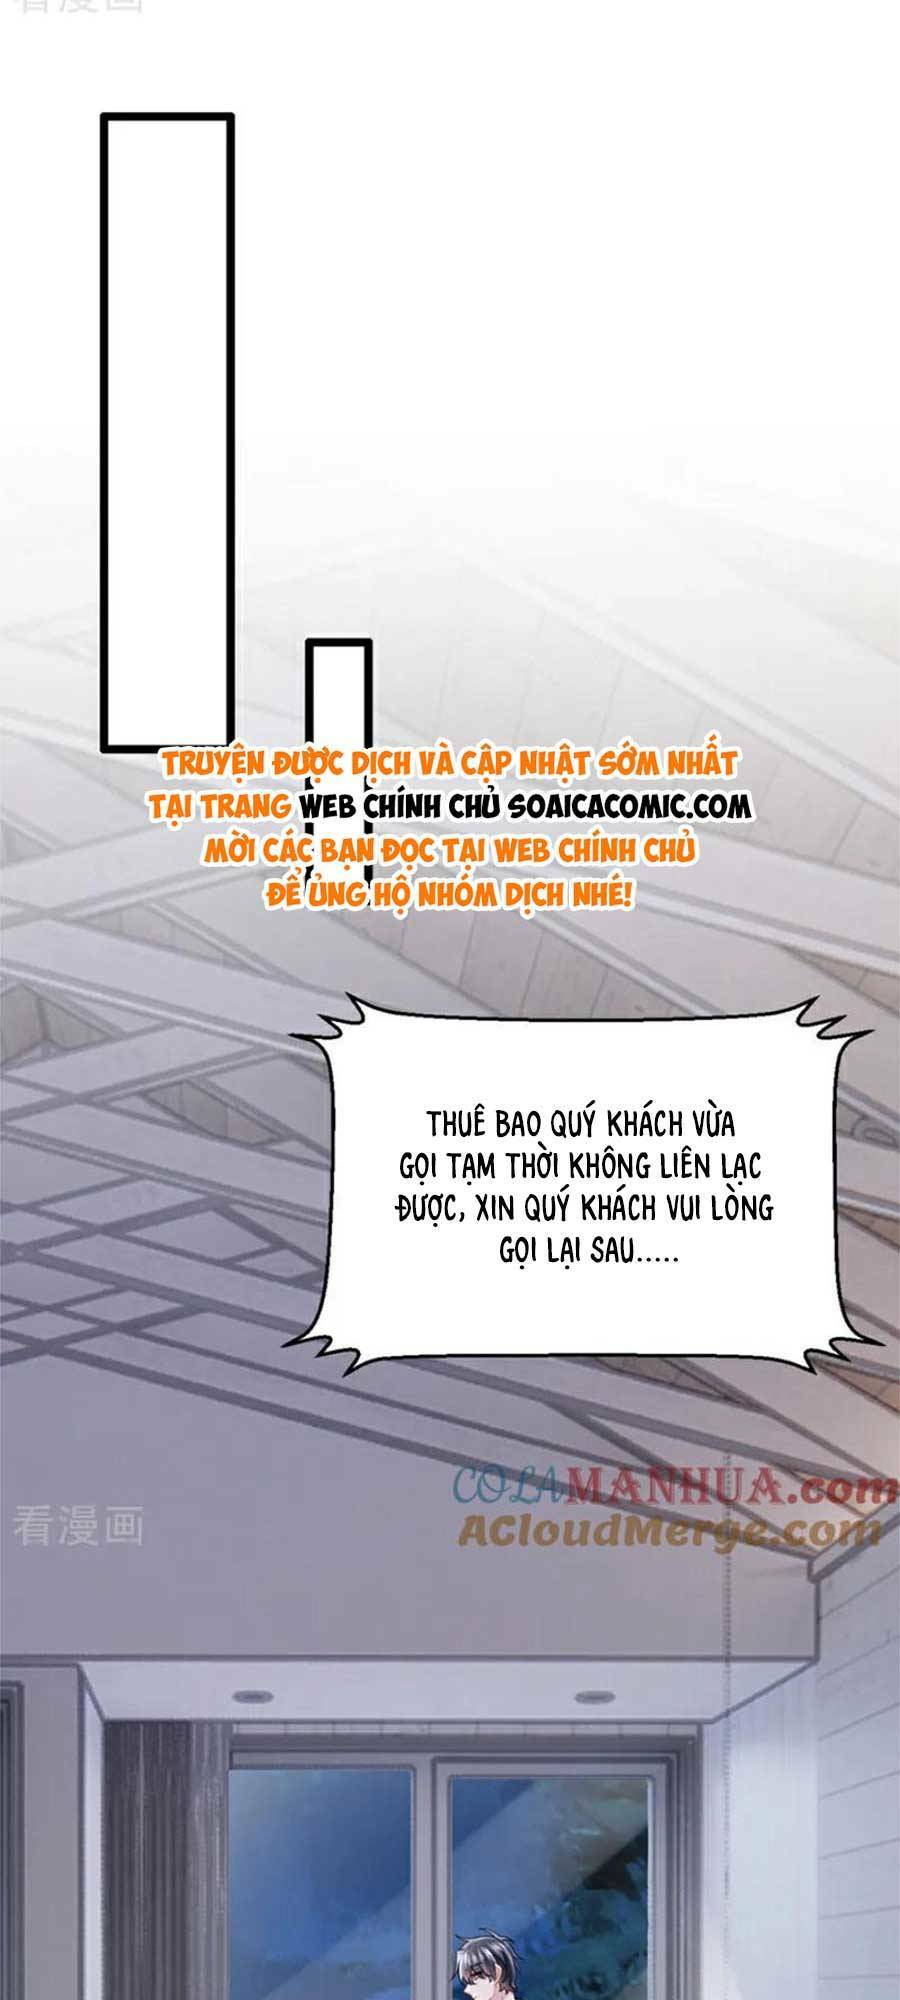 看漫画
TRUYỆN ĐƯỢC DỊCH VÀ CẬP NHẬT SỚM NHẤT
TẠI TRANG WEB CHÍNH CHỦ SOAICACOMIC.COM
MỜI CÁC BẠN ĐỌC TẠI WEB CHÍNH CHỦ
ĐỂ ỦNG HỘ NHÓM DỊCH NHÉ!
THUÊ BAO QUÝ KHÁCH VỪA
GỌI TẠM THỜI KHÔNG LIÊN LẠC
ĐƯỢC, XIN QUÝ KHÁCH VUI LÒNG
GỌI LẠI SAU.....
COLAMANHUA.com
ACloudMerge.com
看漫画